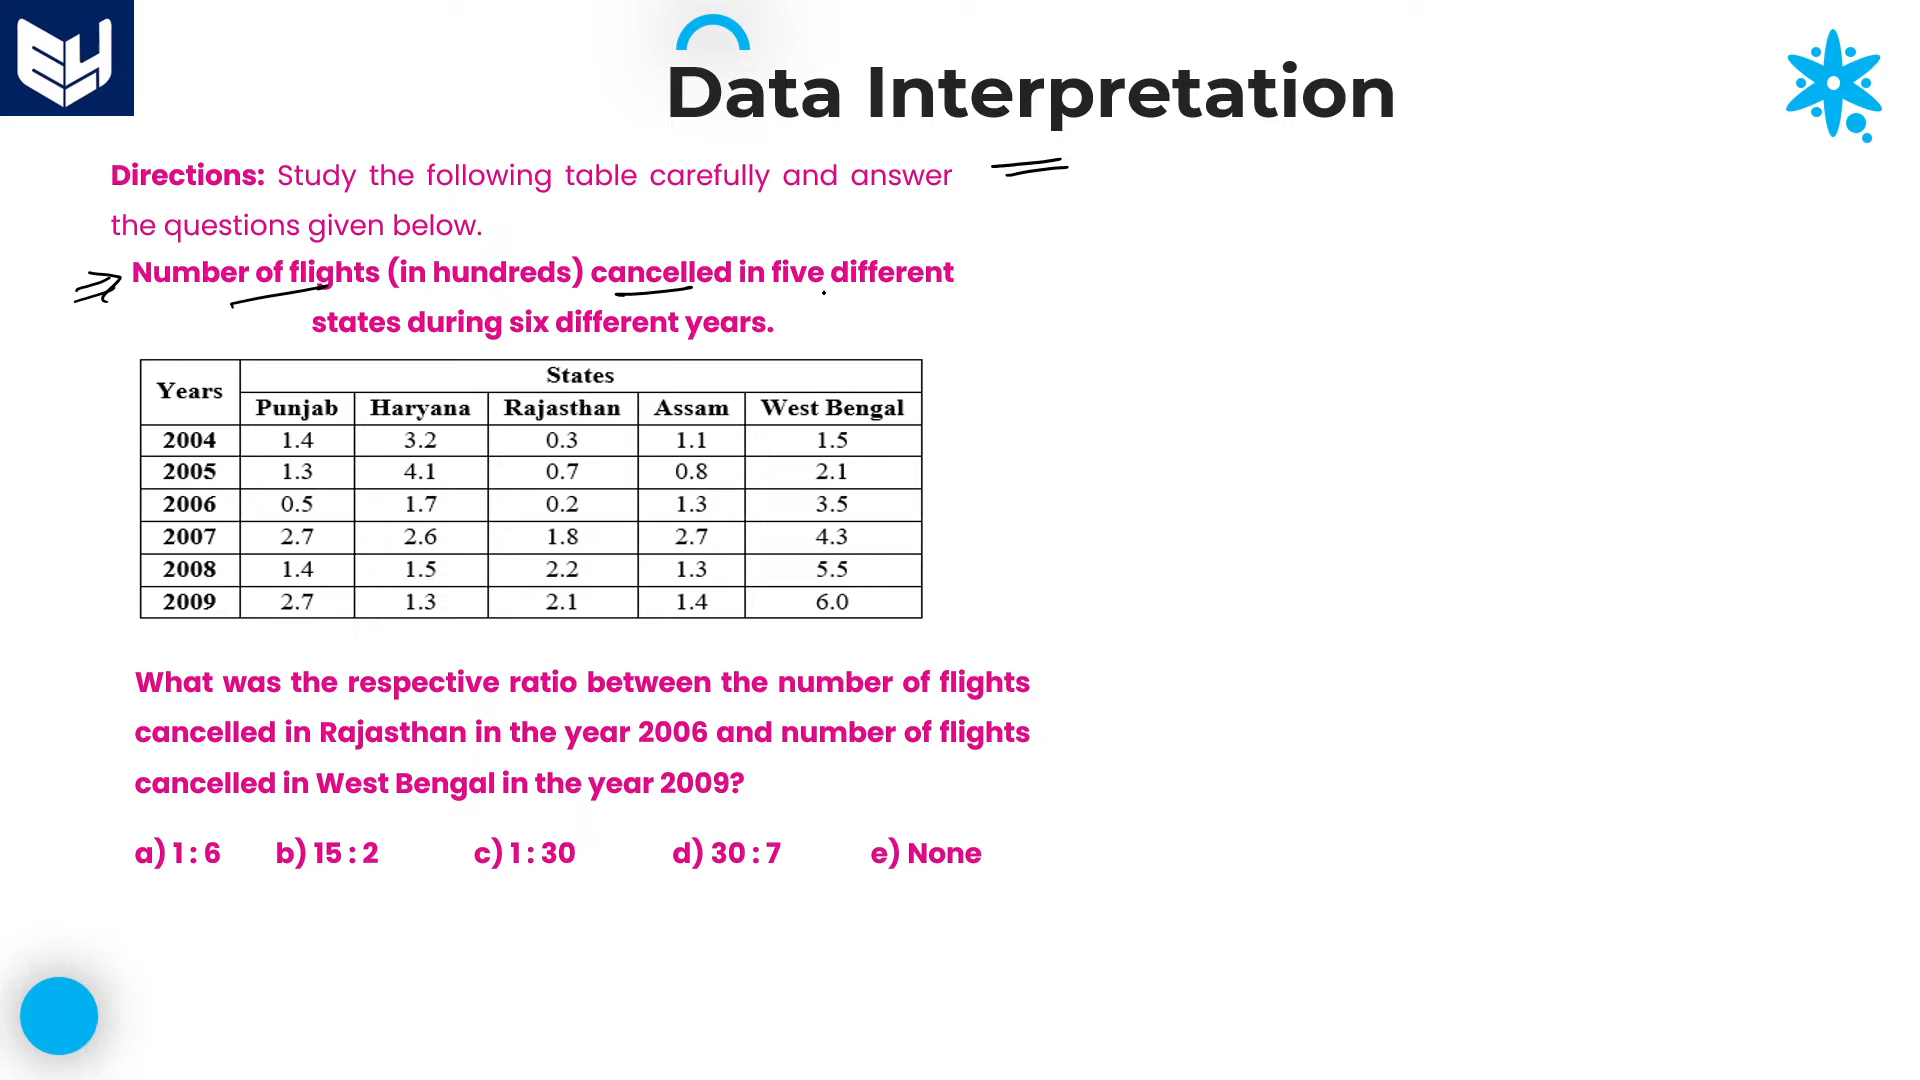 Data Interpretation
Directions: Study the following table carefully and answer
the questions given below.
Number of flights (in hundreds) cancelled in five different
states during six different years.
Years States
Punjab Haryana Rajasthan Assam West Bengal
2004 1.4 3.2 0.3 1.1 1.5
2005 1.3 4.1 0.7 0.8 2.1
2006 0.5 1.7 0.2 1.3 3.5
2007 2.7 2.6 1.8 2.7 4.3
2008 1.4 1.5 2.2 1.3 5.5
2009 2.7 1.3 2.1 1.4 6.0
What was the respective ratio between the number of flights
cancelled in Rajasthan in the year 2006 and number of flights
cancelled in West Bengal in the year 2009?
a) 1 : 6 b) 15 : 2 c) 1 : 30 d) 30 : 7 e) None